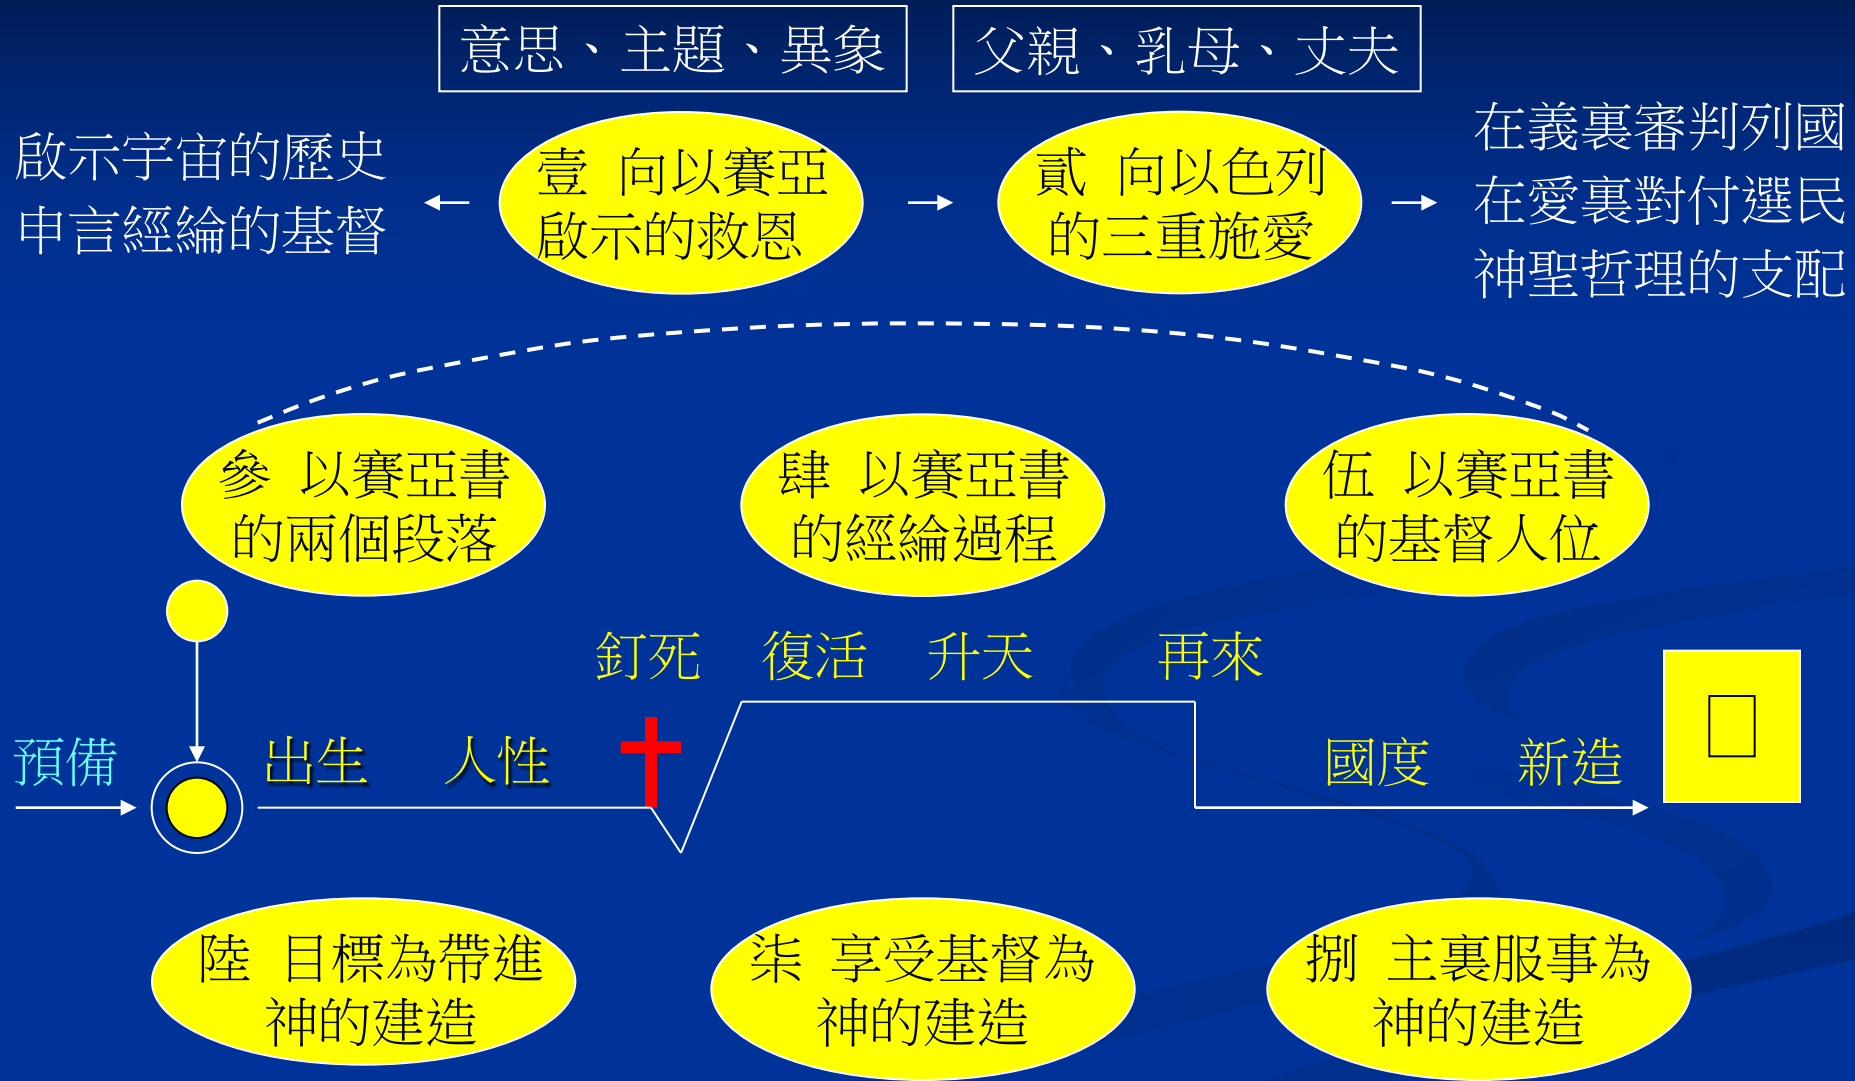 意思、主題、異象
父親、乳母、丈夫
啟示宇宙的歷史
申言經綸的基督
壹 向以賽亞
啟示的救恩
貳 向以色列
的三重施愛
在義裏審判列國
在愛裏對付選民
神聖哲理的支配
參 以賽亞書
的兩個段落
肆 以賽亞書
的經綸過程
伍 以賽亞書
的基督人位
釘死 復活 升天 再來
預備 出生 人性 國度 新造
陸 目標為帶進
神的建造
柒 享受基督為
神的建造
捌 主裏服事為
神的建造